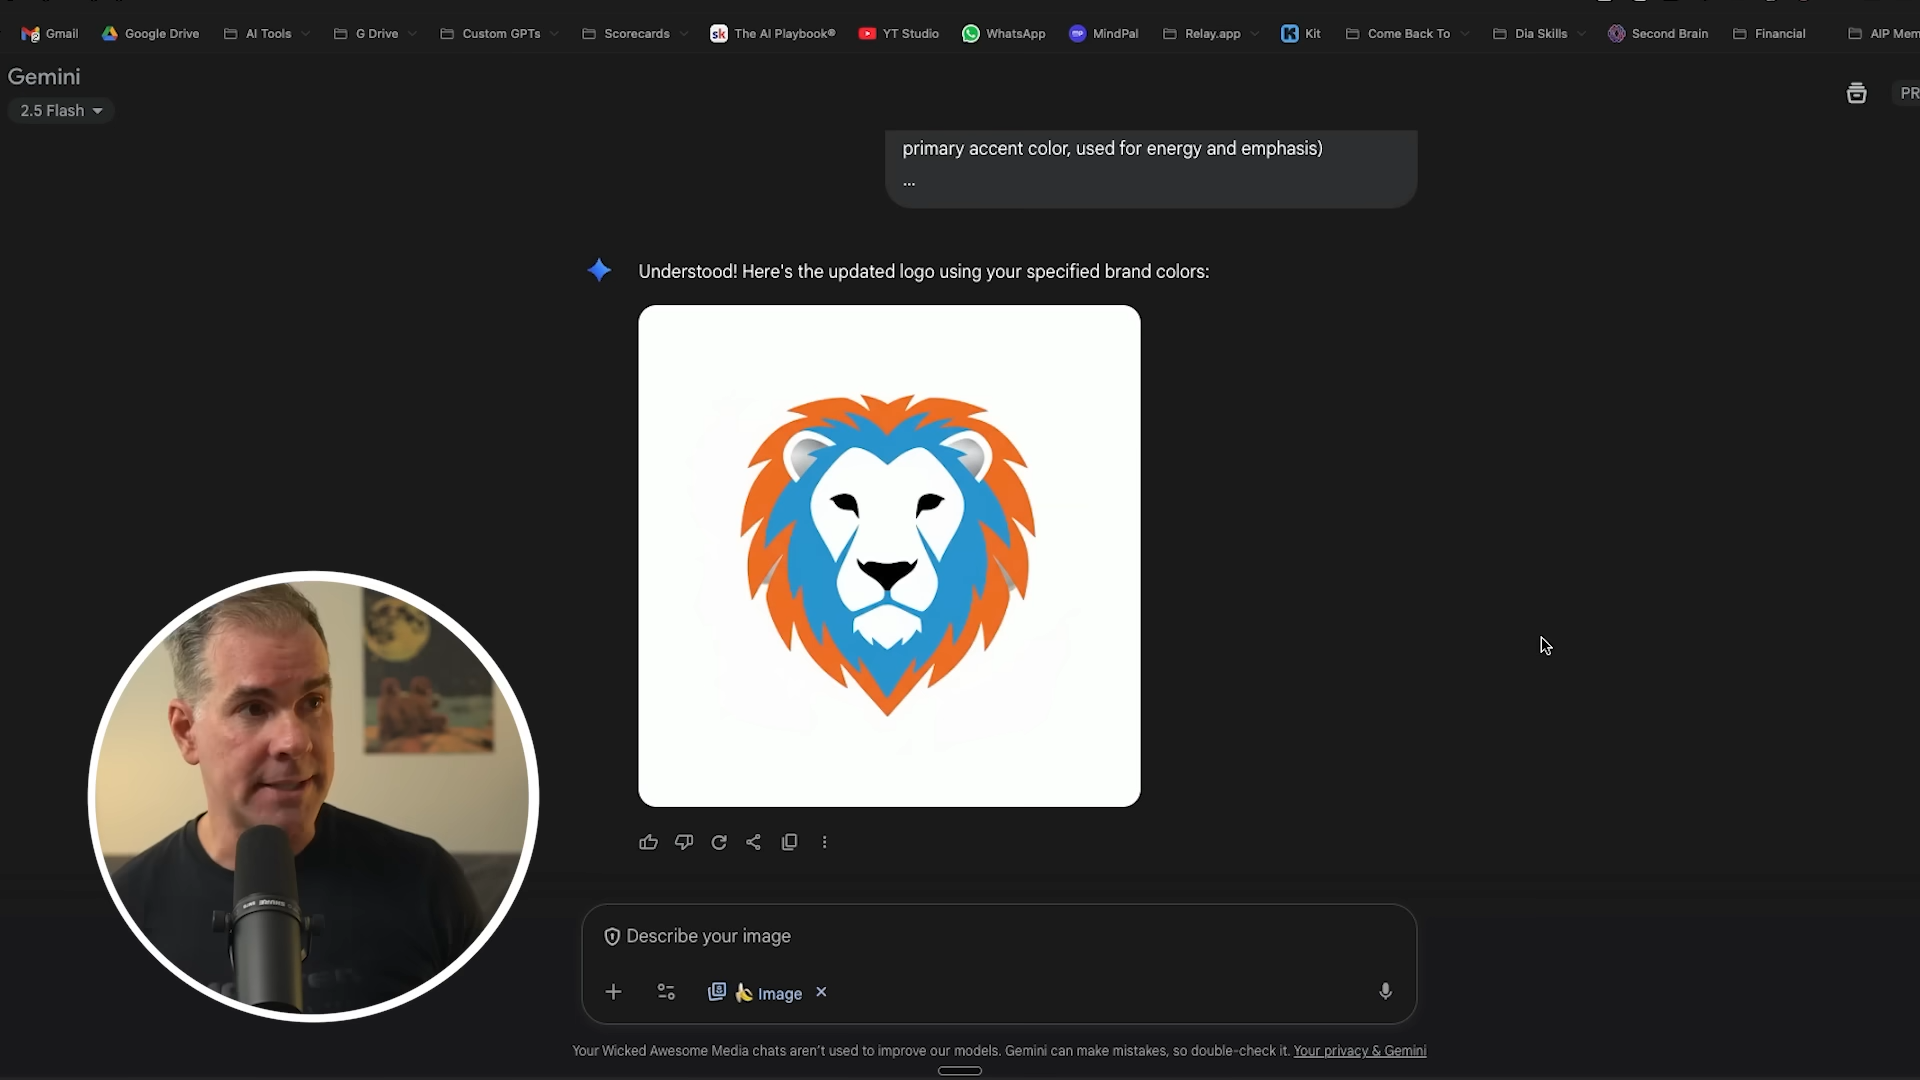 Gmail Google Drive AI Tools G Drive Custom GPTs Scorecards sk The AI Playbook® YT Studio WhatsApp MP MindPal Relay.app K Kit Come Back To Dia Skills Second Brain Financial AIP Mem
Gemini
2.5 Flash
PR
primary accent color, used for energy and emphasis)
...
Understood! Here's the updated logo using your specified brand colors:
Describe your image
Image
Your Wicked Awesome Media chats aren't used to improve our models. Gemini can make mistakes, so double-check it. Your privacy & Gemini